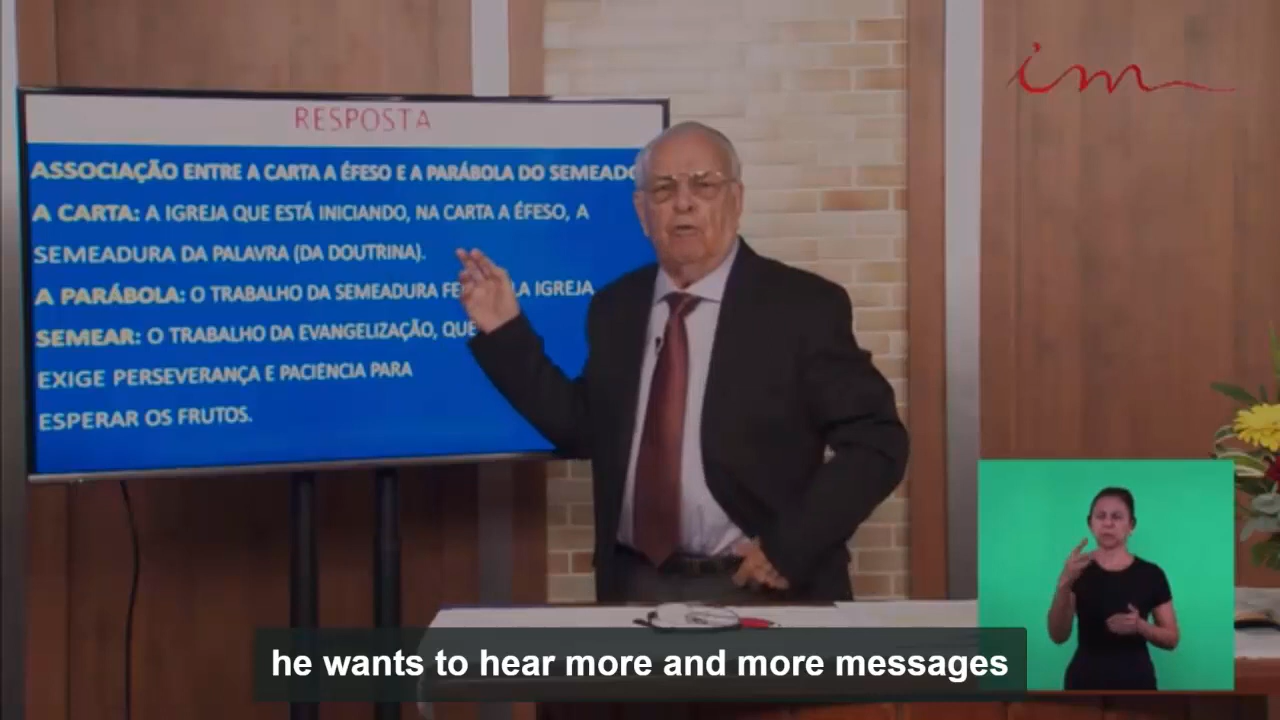 im
RESPOSTA
ASSOCIAÇÃO ENTRE A CARTA A ÉFESO E A PARÁBOLA DO SEMEADO
A CARTA: A IGREJA QUE ESTÁ INICIANDO, NA CARTA A ÉFESO, A
SEMEADURA DA PALAVRA (DA DOUTRINA).
A PARÁBOLA: O TRABALHO DA SEMEADURA IGREJA
SEMEAR: O TRABALHO DA EVANGELIZAÇÃO, QUE
EXIGE PERSEVERANÇA E PACIÊNCIA PARA
ESPERAR OS FRUTOS.
he wants to hear more and more messages